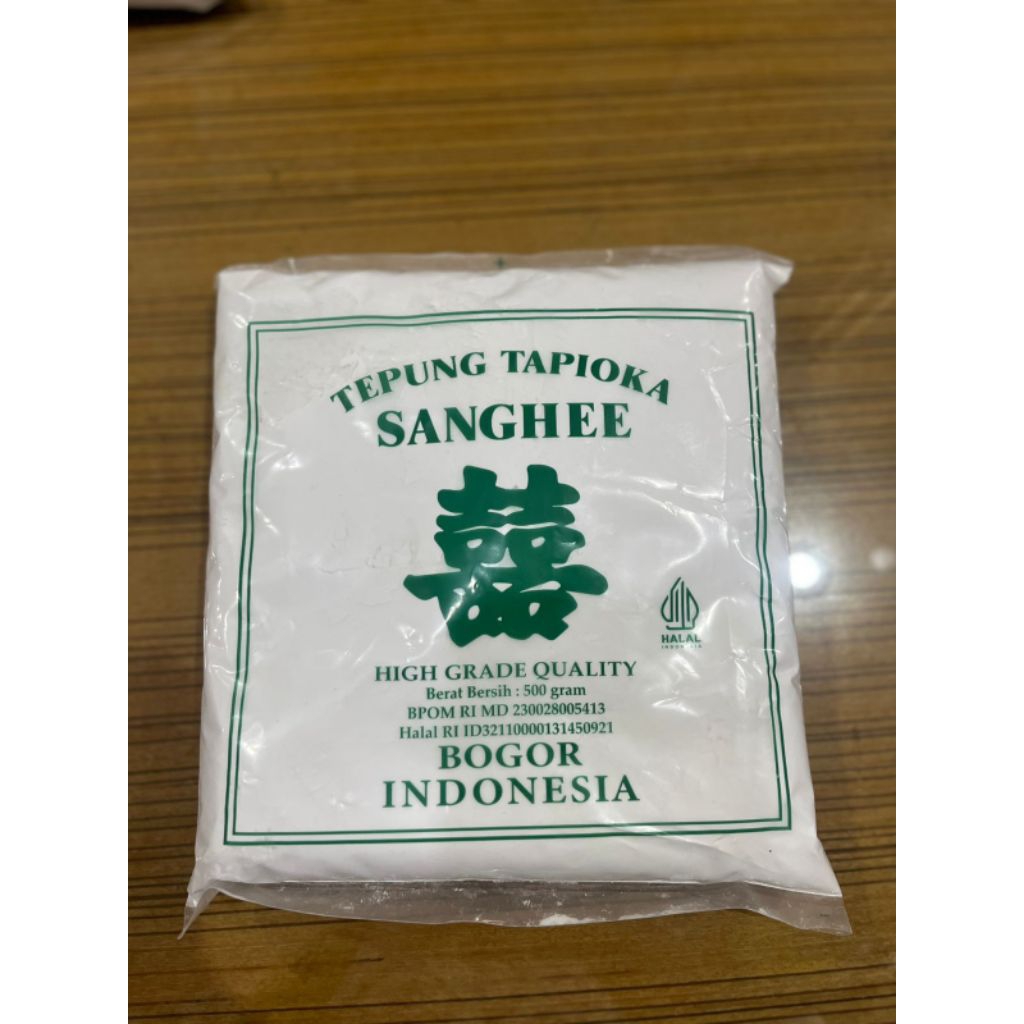 TEPUNG TAPIOKA
SANGHEE
囍
HALAL
INDONESIA
HIGH GRADE QUALITY
Berat Bersih : 500 gram
BPOM RI MD 230028005413
Halal RI ID32110000131450921
BOGOR
INDONESIA